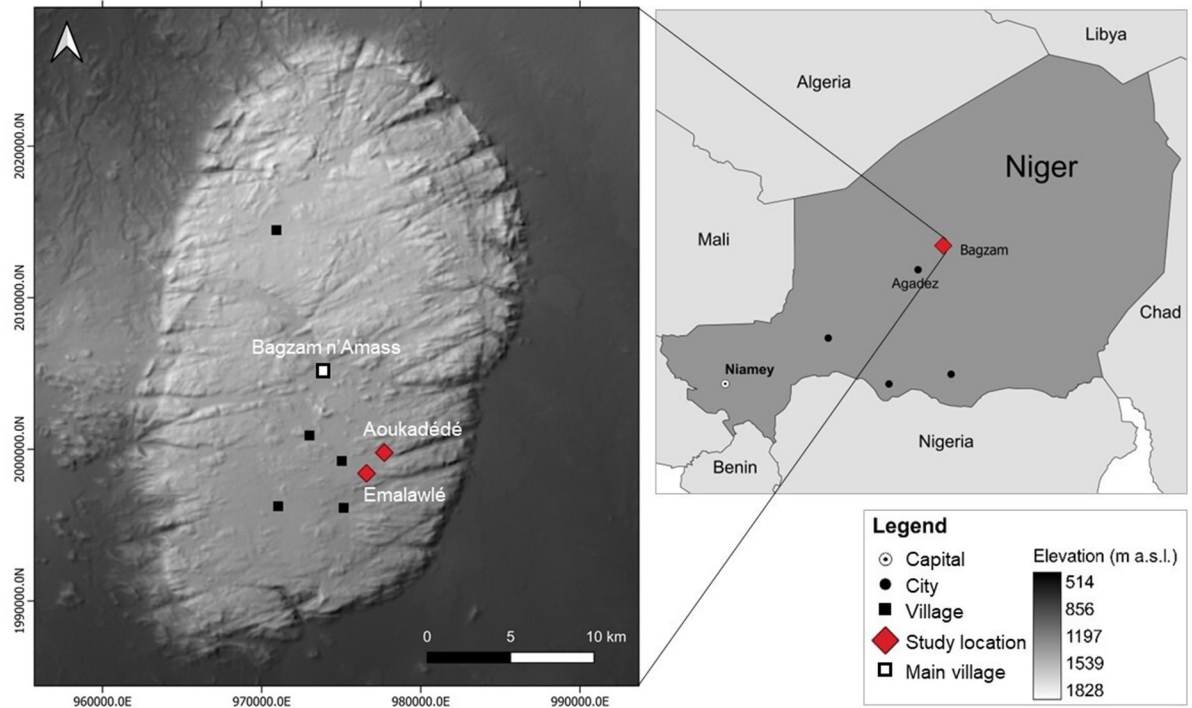 2020000.0N
2010000.0N
2000000.0N
1990000.0N
960000.0E
970000.0E
980000.0E
990000.0E
Bagzam n'Amass
Aoukadédé
Emalawlé
0 5 10 km
Libya
Algeria
Niger
Mali
Bagzam
Agadez
Chad
Niamey
Nigeria
Benin
Legend
Capital
City
Village
Study location
Main village
Elevation (m a.s.l.)
514
856
1197
1539
1828